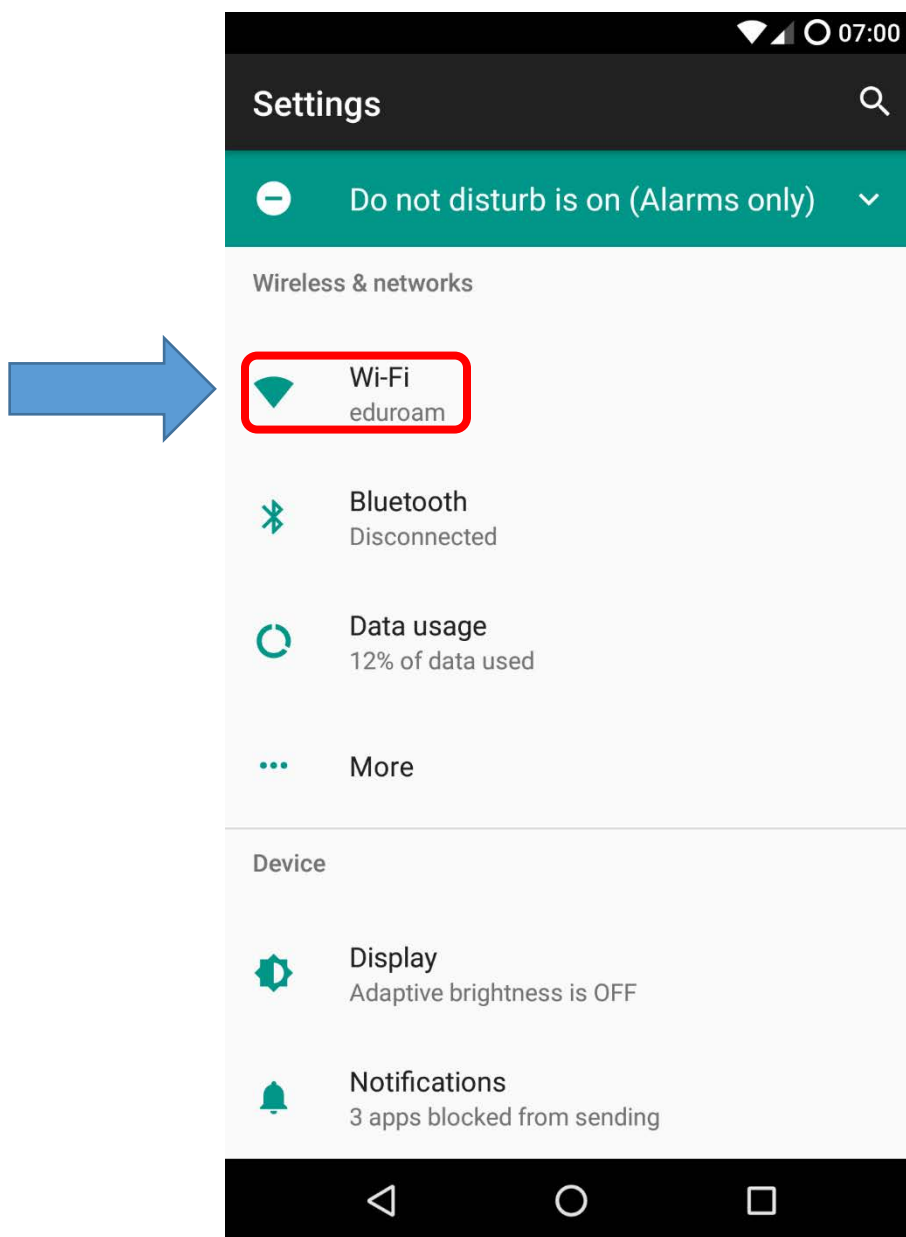 07:00
Settings
Do not disturb is on (Alarms only)
Wireless & networks
Wi-Fi
eduroam
Bluetooth
Disconnected
Data usage
12% of data used
More
Device
Display
Adaptive brightness is OFF
Notifications
3 apps blocked from sending